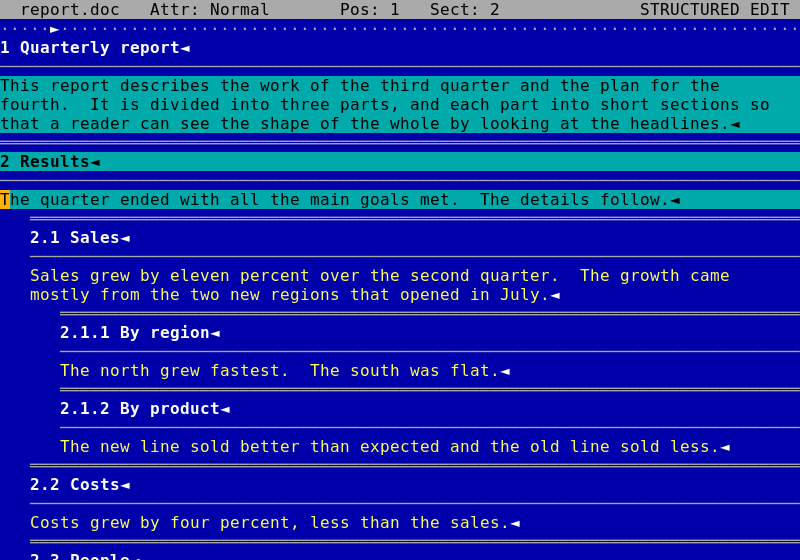 report.doc   Attr: Normal       Pos: 1   Sect: 2              STRUCTURED EDIT
1 Quarterly report◄
This report describes the work of the third quarter and the plan for the
fourth.  It is divided into three parts, and each part into short sections so
that a reader can see the shape of the whole by looking at the headlines.◄
2 Results◄
The quarter ended with all the main goals met.  The details follow.◄
2.1 Sales◄
Sales grew by eleven percent over the second quarter.  The growth came
mostly from the two new regions that opened in July.◄
2.1.1 By region◄
The north grew fastest.  The south was flat.◄
2.1.2 By product◄
The new line sold better than expected and the old line sold less.◄
2.2 Costs◄
Costs grew by four percent, less than the sales.◄
2.3 People◄